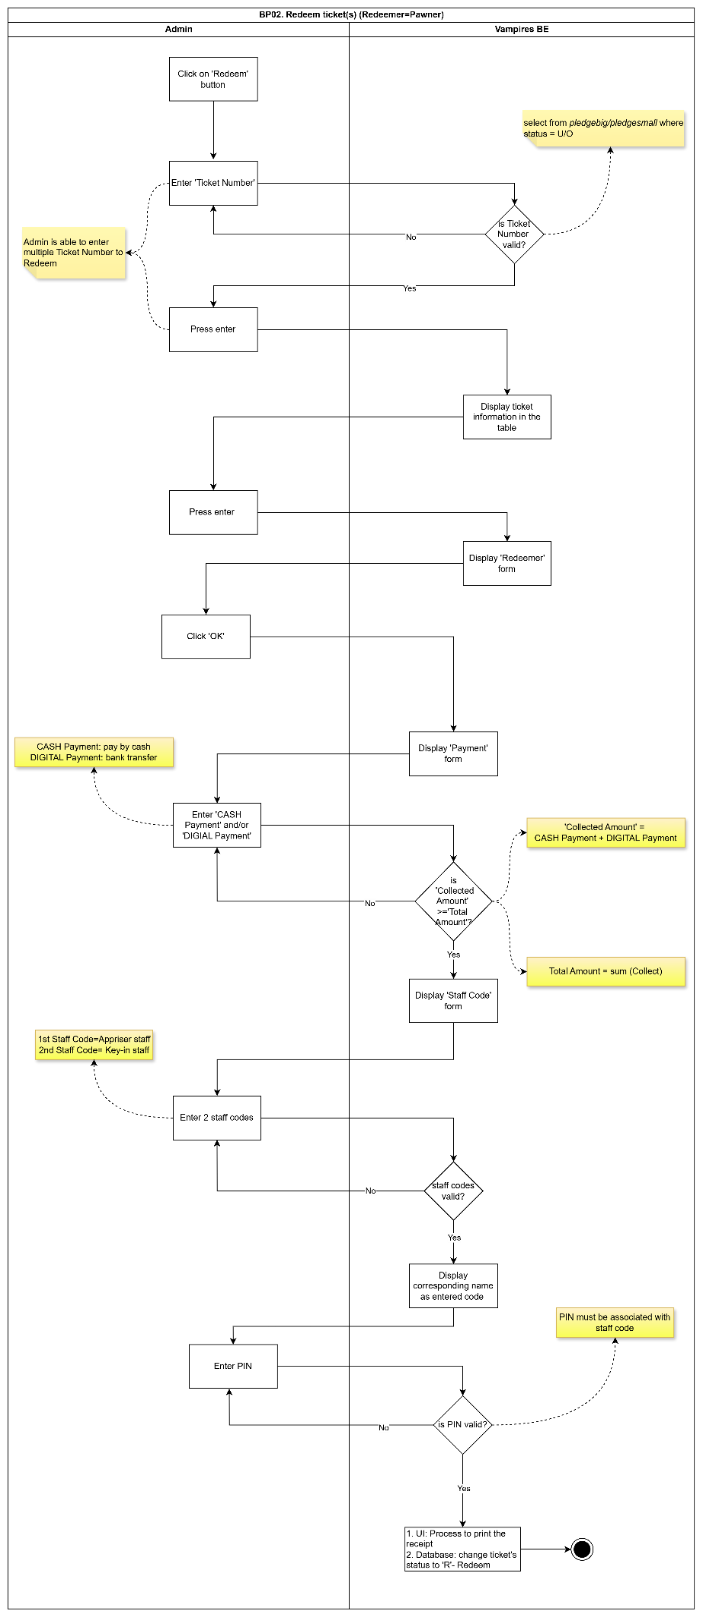 BP02. Redeem ticket(s) (Redeemer=Pawner)
Admin
Vampires BE
Click on 'Redeem'
button
select from pledgebig/pledgesmall where
status = U/O
Enter 'Ticket Number'
is Ticket
Number
valid?
No
Admin is able to enter
multiple Ticket Number to
Redeem
Yes
Press enter
Display ticket
information in the
table
Press enter
Display 'Redeemer'
form
Click 'OK'
CASH Payment: pay by cash
DIGITAL Payment: bank transfer
Display 'Payment'
form
Enter 'CASH
Payment' and/or
'DIGIAL Payment'
'Collected Amount' =
CASH Payment + DIGITAL Payment
is
'Collected
Amount'
>='Total
Amount'?
No
Yes
Total Amount = sum (Collect)
Display 'Staff Code'
form
1st Staff Code=Appriser staff
2nd Staff Code= Key-in staff
Enter 2 staff codes
staff codes
valid?
No
Yes
Display
corresponding name
as entered code
PIN must be associated with
staff code
Enter PIN
is PIN valid?
No
Yes
1. UI: Process to print the
receipt
2. Database: change ticket's
status to 'R'- Redeem